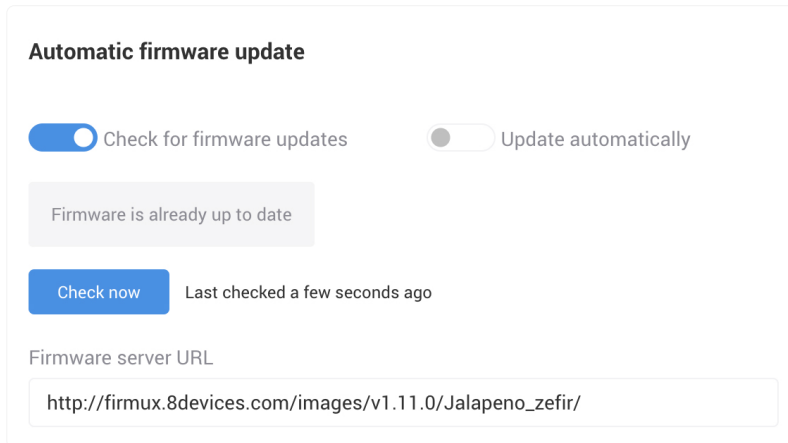 Automatic firmware update
Check for firmware updates Update automatically
Firmware is already up to date
Check now Last checked a few seconds ago
Firmware server URL
http://firmux.8devices.com/images/v1.11.0/Jalapeno_zefir/